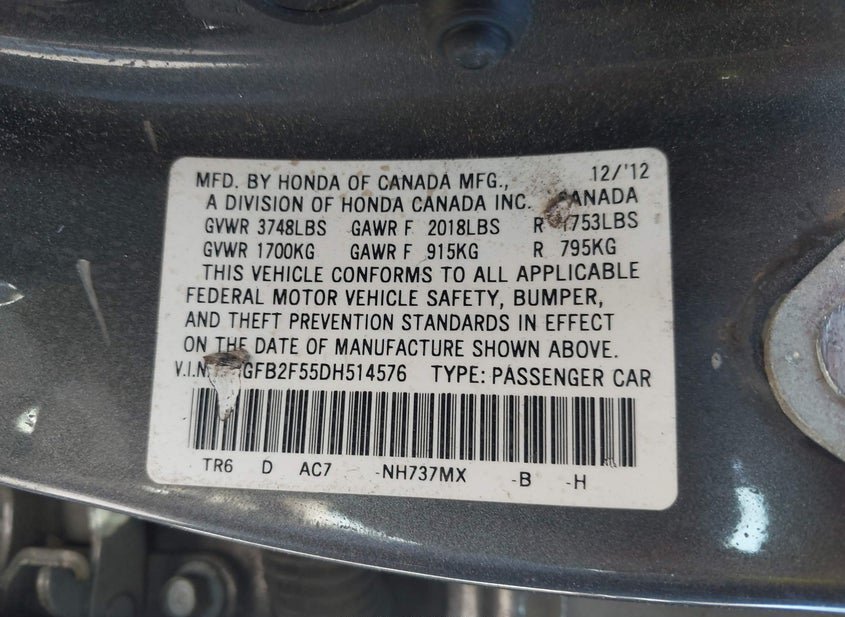 12/'12
MFD. BY HONDA OF CANADA MFG.,
A DIVISION OF HONDA CANADA INC. CANADA
GVWR 3748LBS GAWR F 2018LBS R 1753LBS
GVWR 1700KG GAWR F 915KG R 795KG
THIS VEHICLE CONFORMS TO ALL APPLICABLE
FEDERAL MOTOR VEHICLE SAFETY, BUMPER,
AND THEFT PREVENTION STANDARDS IN EFFECT
ON THE DATE OF MANUFACTURE SHOWN ABOVE.
V.I.N. TYPE: PASSENGER CAR
TR6 D AC7 -NH737MX -B -H